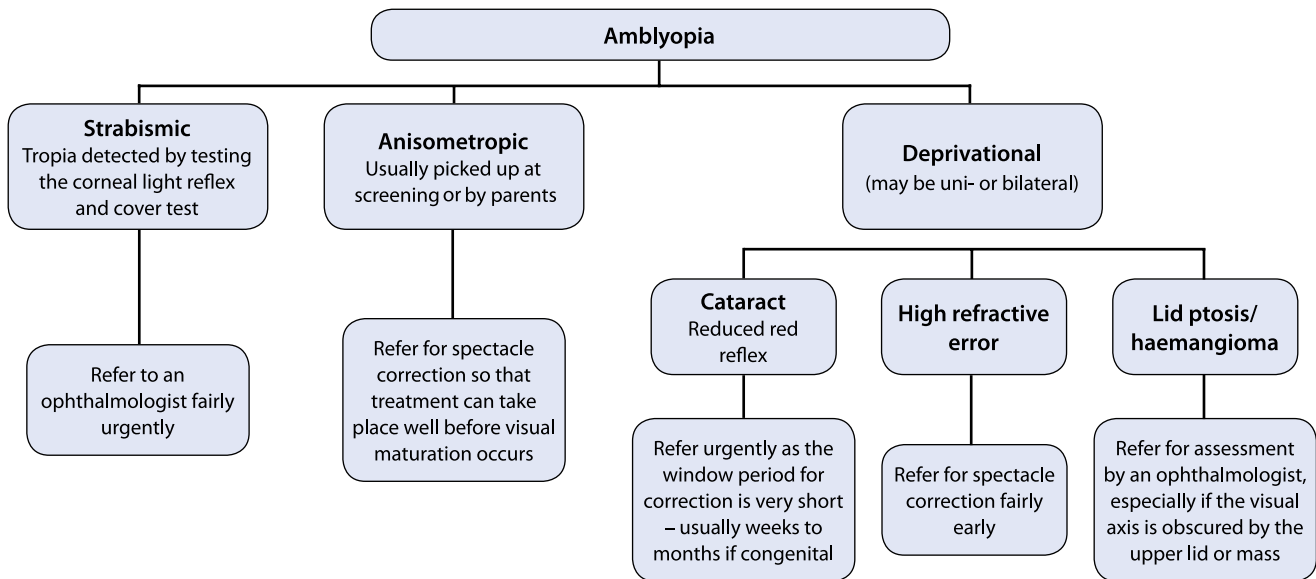 Amblyopia
Strabismic
Tropia detected by testing
the corneal light reflex
and cover test
Anisometropic
Usually picked up at
screening or by parents
Deprivational
(may be uni- or bilateral)
Refer to an
ophthalmologist fairly
urgently
Refer for spectacle
correction so that
treatment can take
place well before visual
maturation occurs
Cataract
Reduced red
reflex
High refractive
error
Lid ptosis/
haemangioma
Refer urgently as the
window period for
correction is very short
– usually weeks to
months if congenital
Refer for spectacle
correction fairly
early
Refer for assessment
by an ophthalmologist,
especially if the visual
axis is obscured by the
upper lid or mass